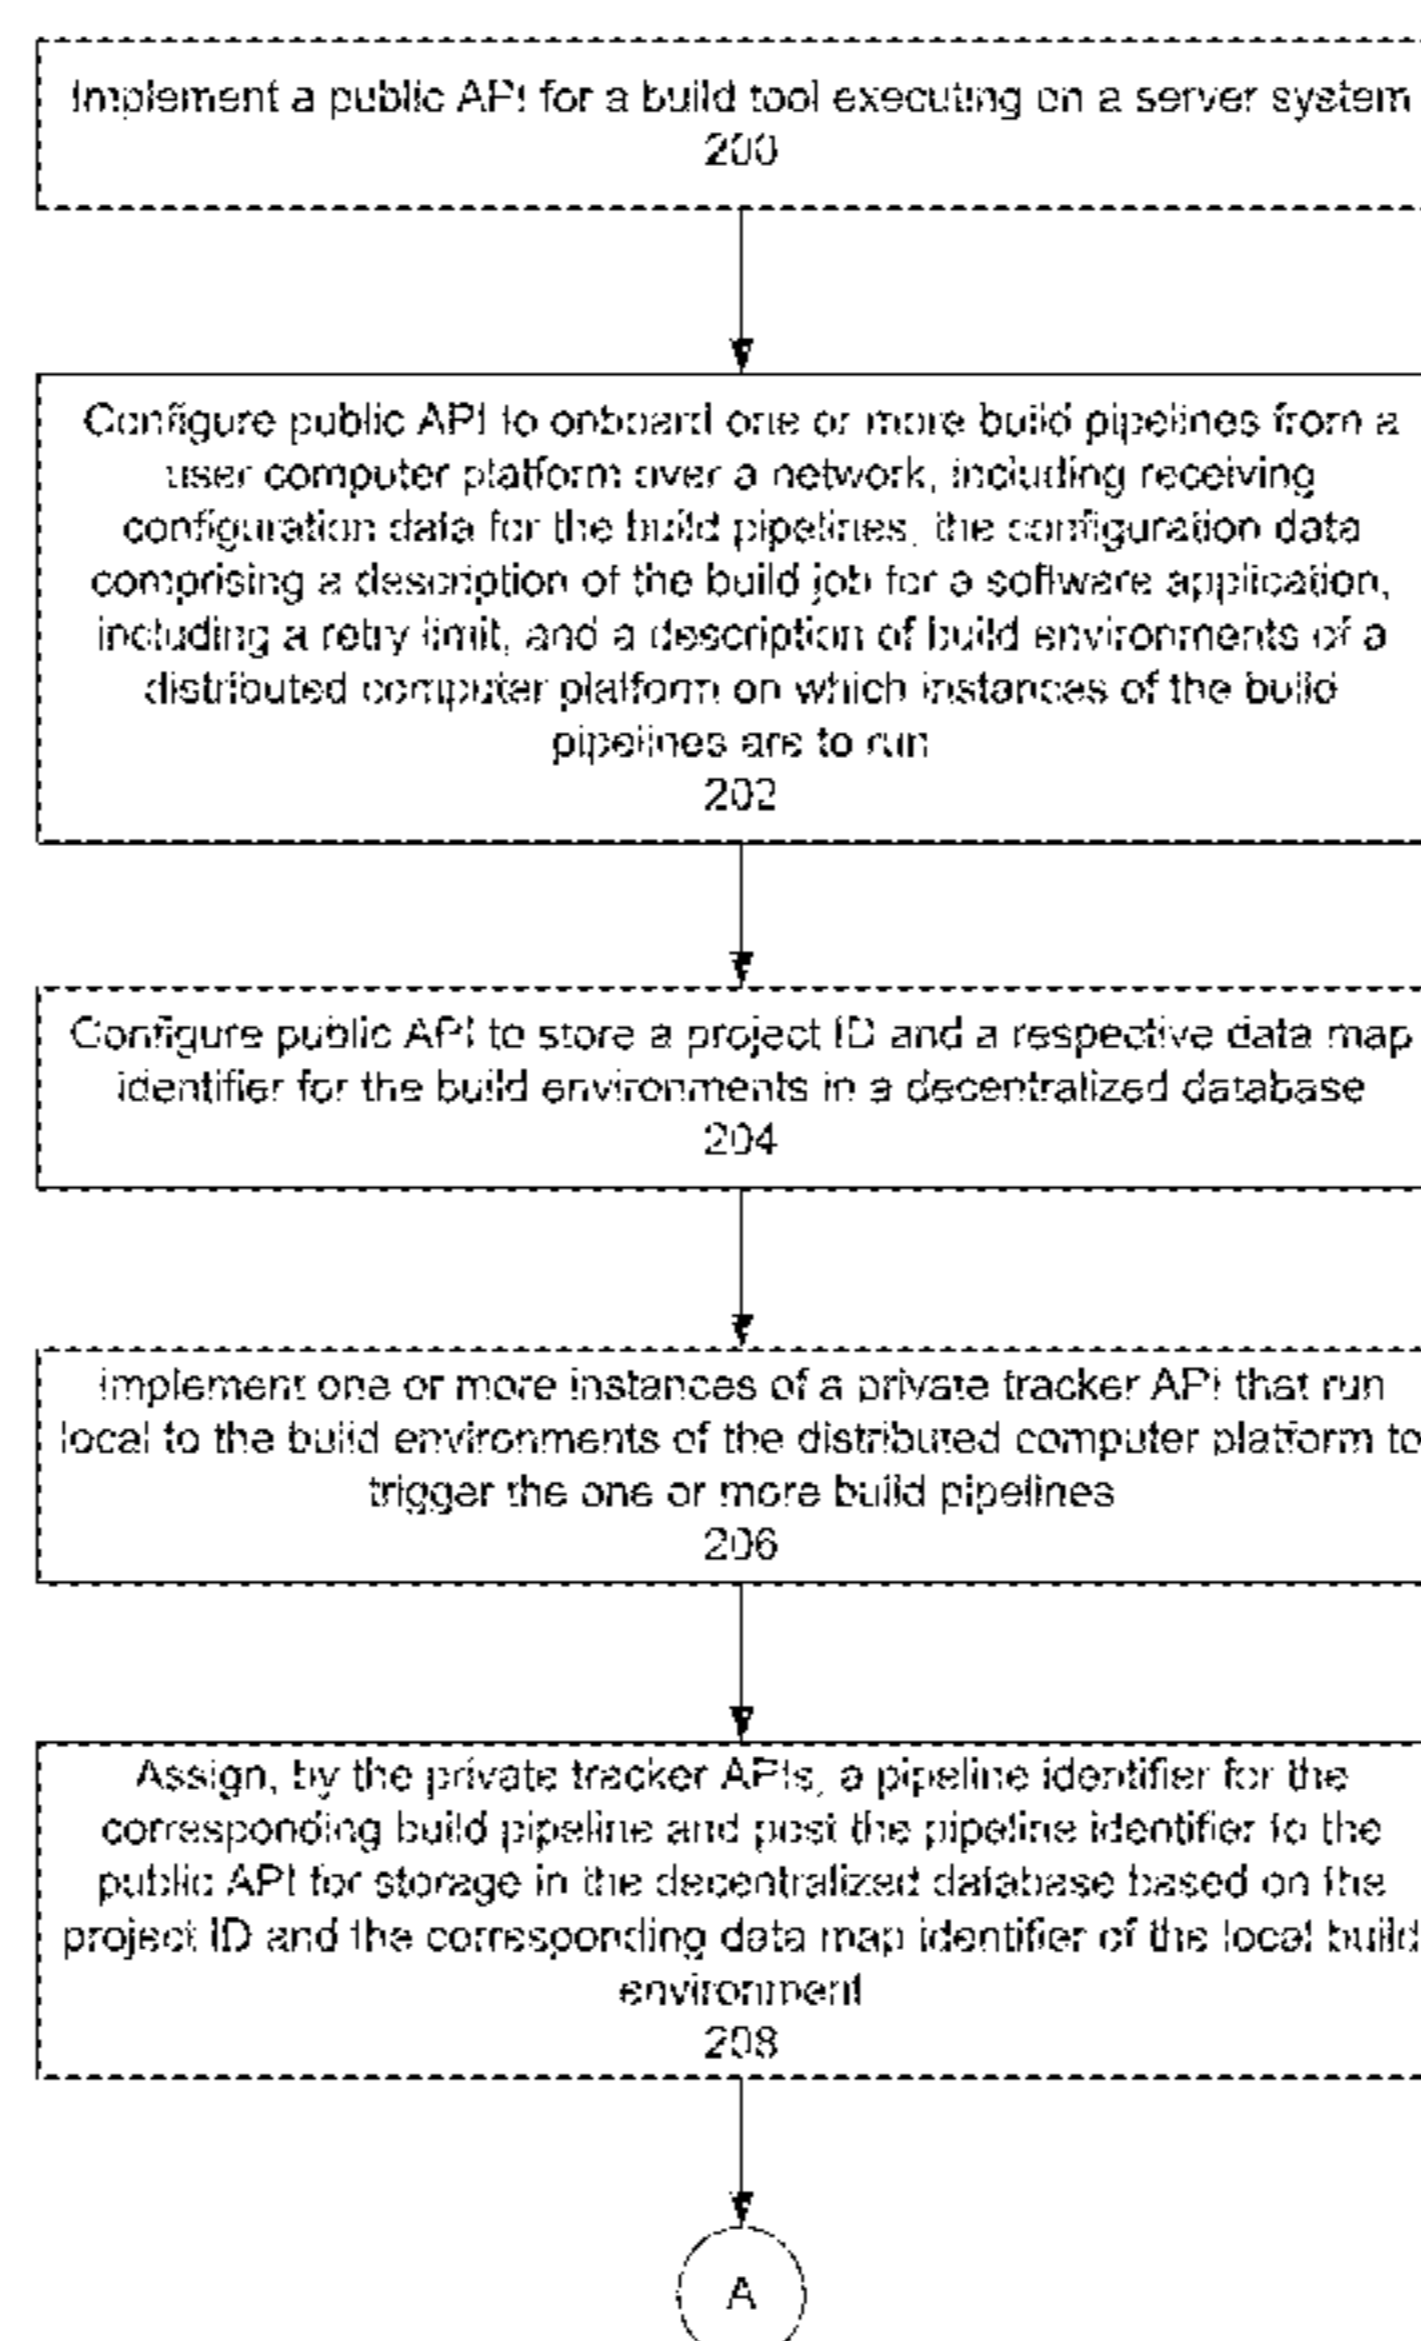 Implement a public API for a build tool executing on a server system
200
Configure public API to onboard one or more build pipelines from a
user computer platform over a network, including receiving
configuration data for the build pipelines, the configuration data
comprising a description of the build job for a software application,
including a retry limit, and a description of build environments of a
distributed computer platform on which instances of the build
pipelines are to run
202
Configure public API to store a project ID and a respective data map
identifier for the build environments in a decentralized database
204
Implement one or more instances of a private tracker API that run
local to the build environments of the distributed computer platform to
trigger the one or more build pipelines
206
Assign, by the private tracker APIs, a pipeline identifier for the
corresponding build pipeline and post the pipeline identifier to the
public API for storage in the decentralized database based on the
project ID and the corresponding data map identifier of the local build
environment
208
A